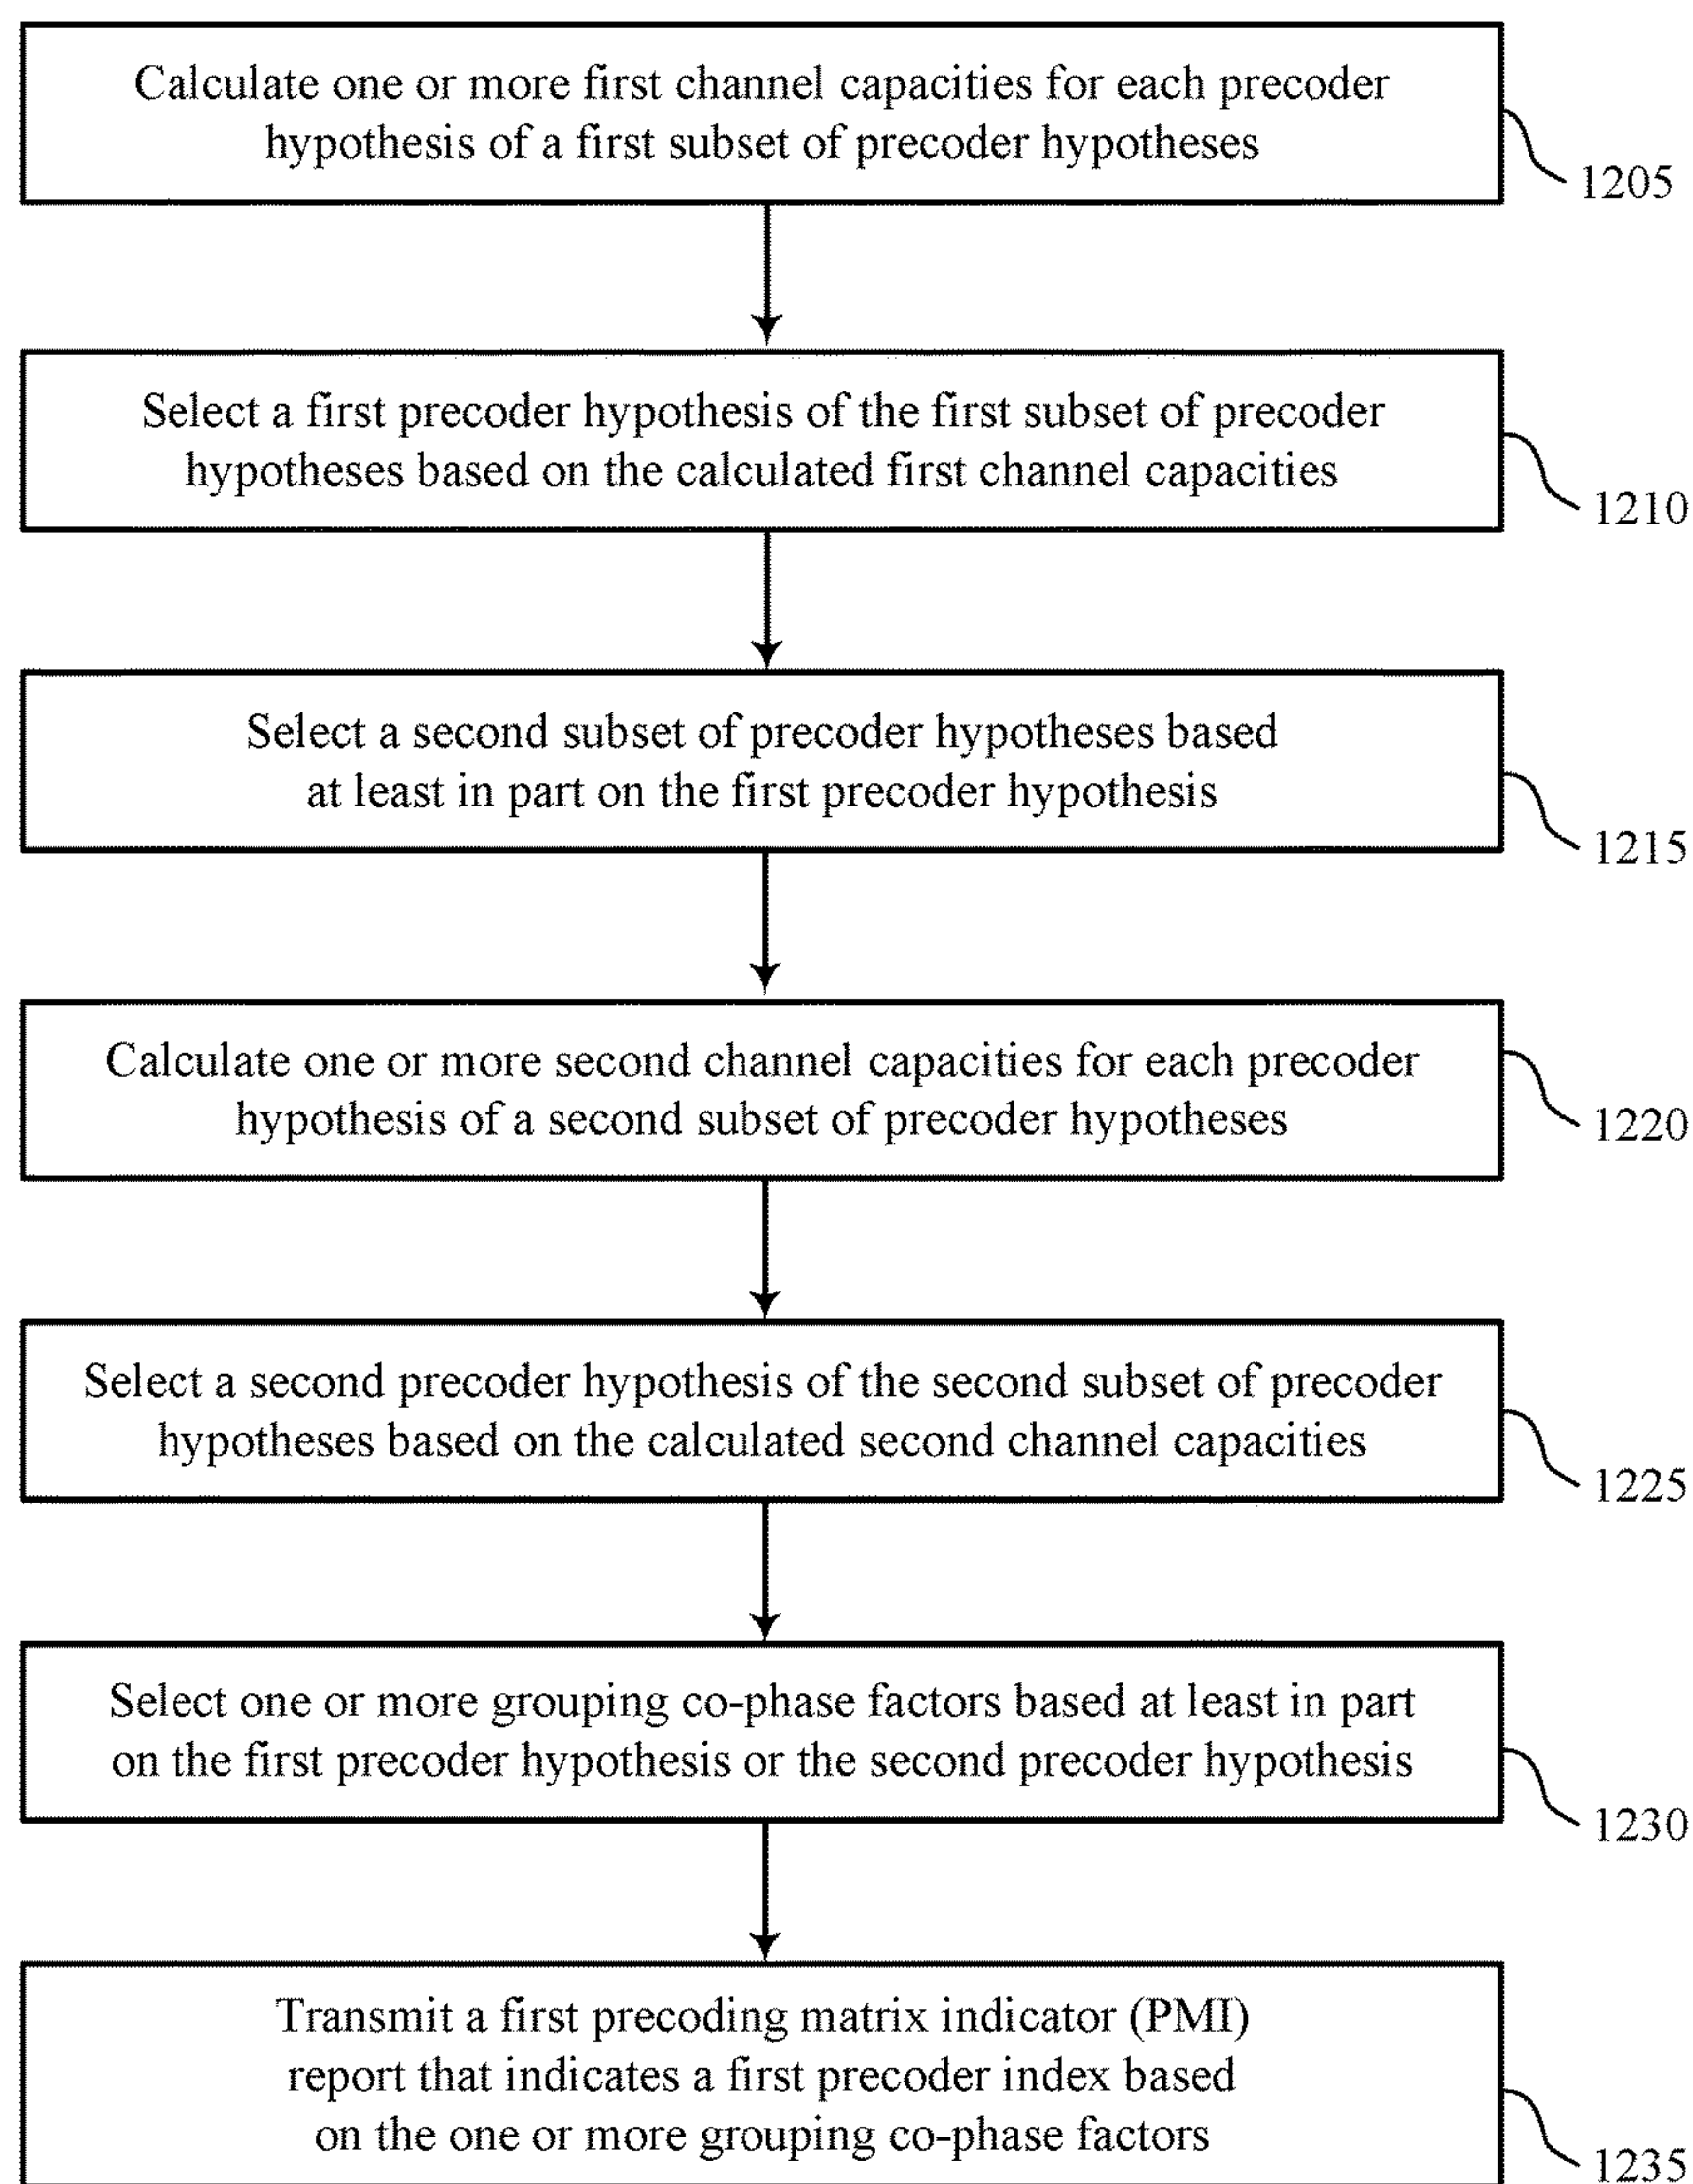 Calculate one or more first channel capacities for each precoder
hypothesis of a first subset of precoder hypotheses
1205
Select a first precoder hypothesis of the first subset of precoder
hypotheses based on the calculated first channel capacities
1210
Select a second subset of precoder hypotheses based
at least in part on the first precoder hypothesis
1215
Calculate one or more second channel capacities for each precoder
hypothesis of a second subset of precoder hypotheses
1220
Select a second precoder hypothesis of the second subset of precoder
hypotheses based on the calculated second channel capacities
1225
Select one or more grouping co-phase factors based at least in part
on the first precoder hypothesis or the second precoder hypothesis
1230
Transmit a first precoding matrix indicator (PMI)
report that indicates a first precoder index based
on the one or more grouping co-phase factors
1235